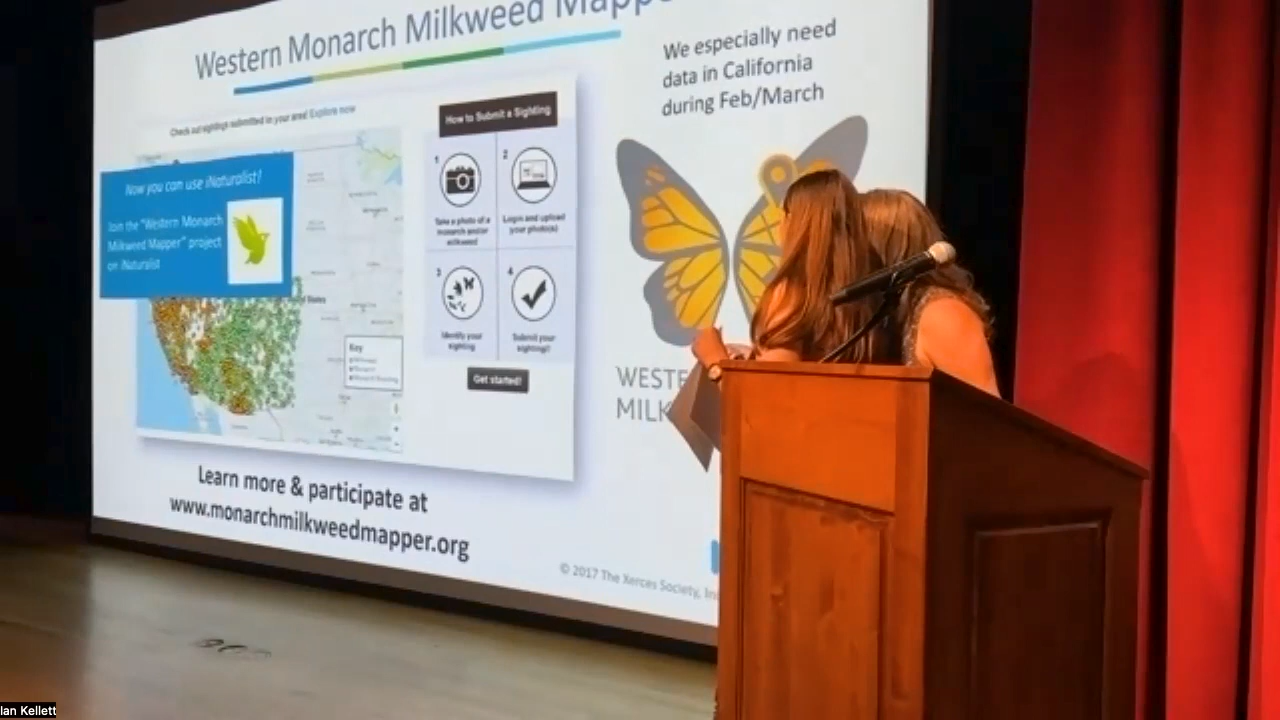 Western Monarch Milkweed Mapper
We especially need
data in California
during Feb/March
Check out sightings submitted to your area! Explore now
How to Submit a Sighting
Now you can use iNaturalist!
Join the "Western Monarch
Milkweed Mapper" project
on iNaturalist
1
2
Take a photo of a
monarch and/or
milkweed
Login and upload
your photo(s)
3
4
Identify your
sighting
Submit your
sighting!
Get started!
Key
WESTE
MILK
Learn more & participate at
www.monarchmilkweedmapper.org
© 2017 The Xerces Society, In
Ian Kellett